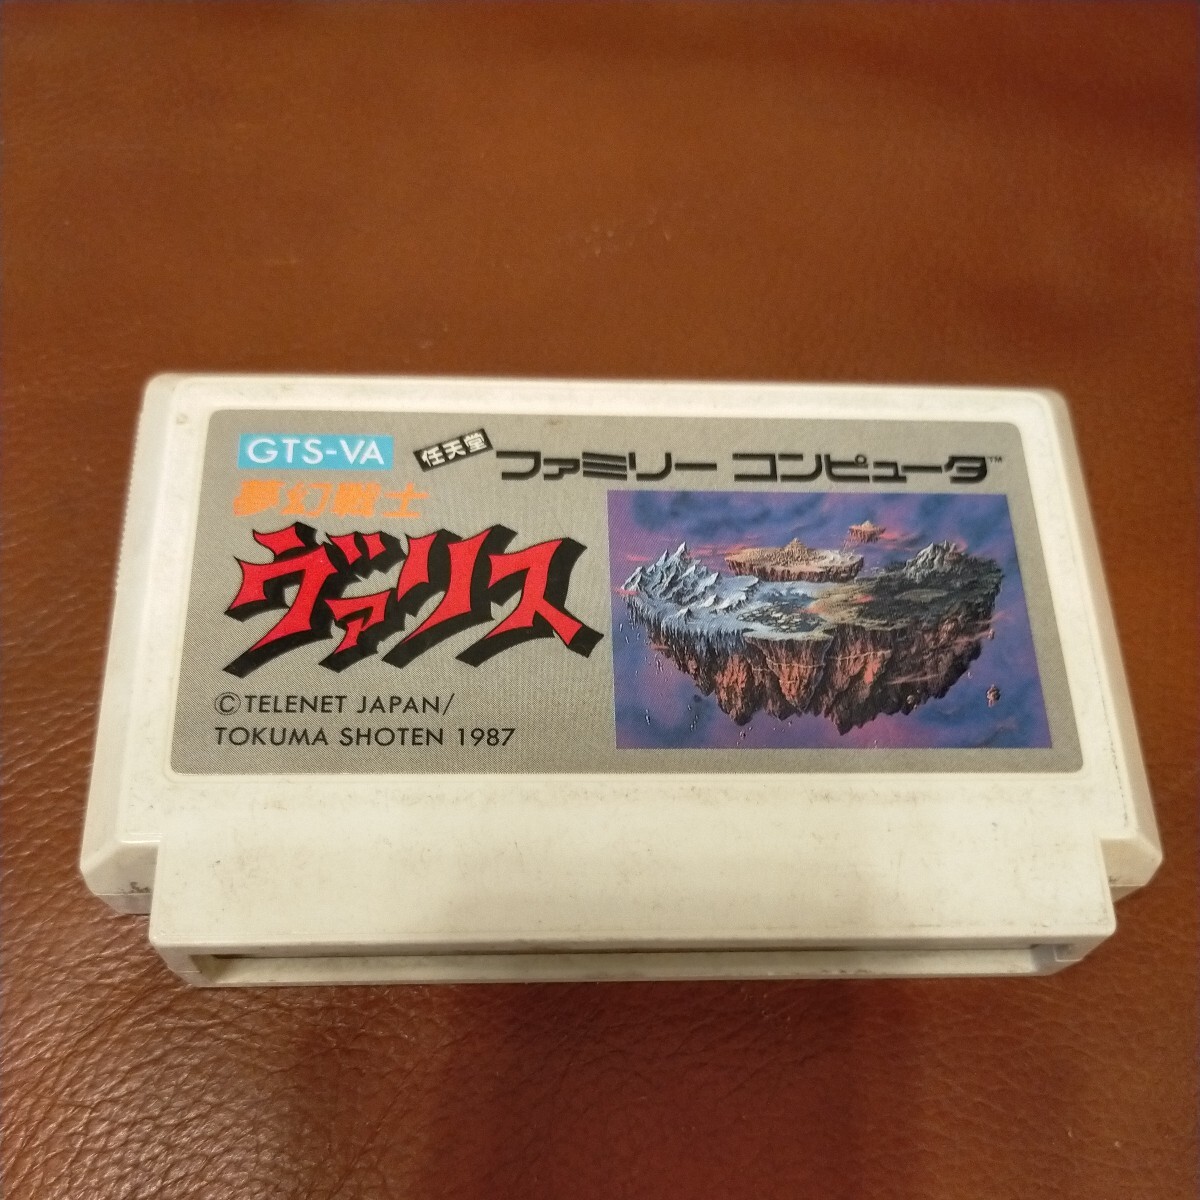 GTS-VA
任天堂 ファミリー コンピュータ™
夢幻戦士
ヴァリス
©TELENET JAPAN/
TOKUMA SHOTEN 1987